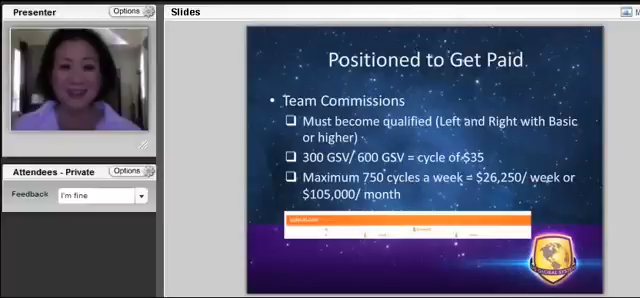 Presenter
Options
Slides
Positioned to Get Paid
• Team Commissions
Must become qualified (Left and Right with Basic
or higher)
300 GSV/ 600 GSV = cycle of $35
Maximum 750 cycles a week = $26,250/ week or
$105,000/ month
Attendees - Private
Options
Feedback
I'm fine